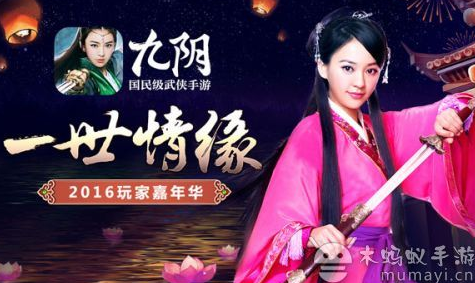 九阴
国民级武侠手游
一世情缘
2016玩家嘉年华
木蚂蚁手游
mumayi.cn